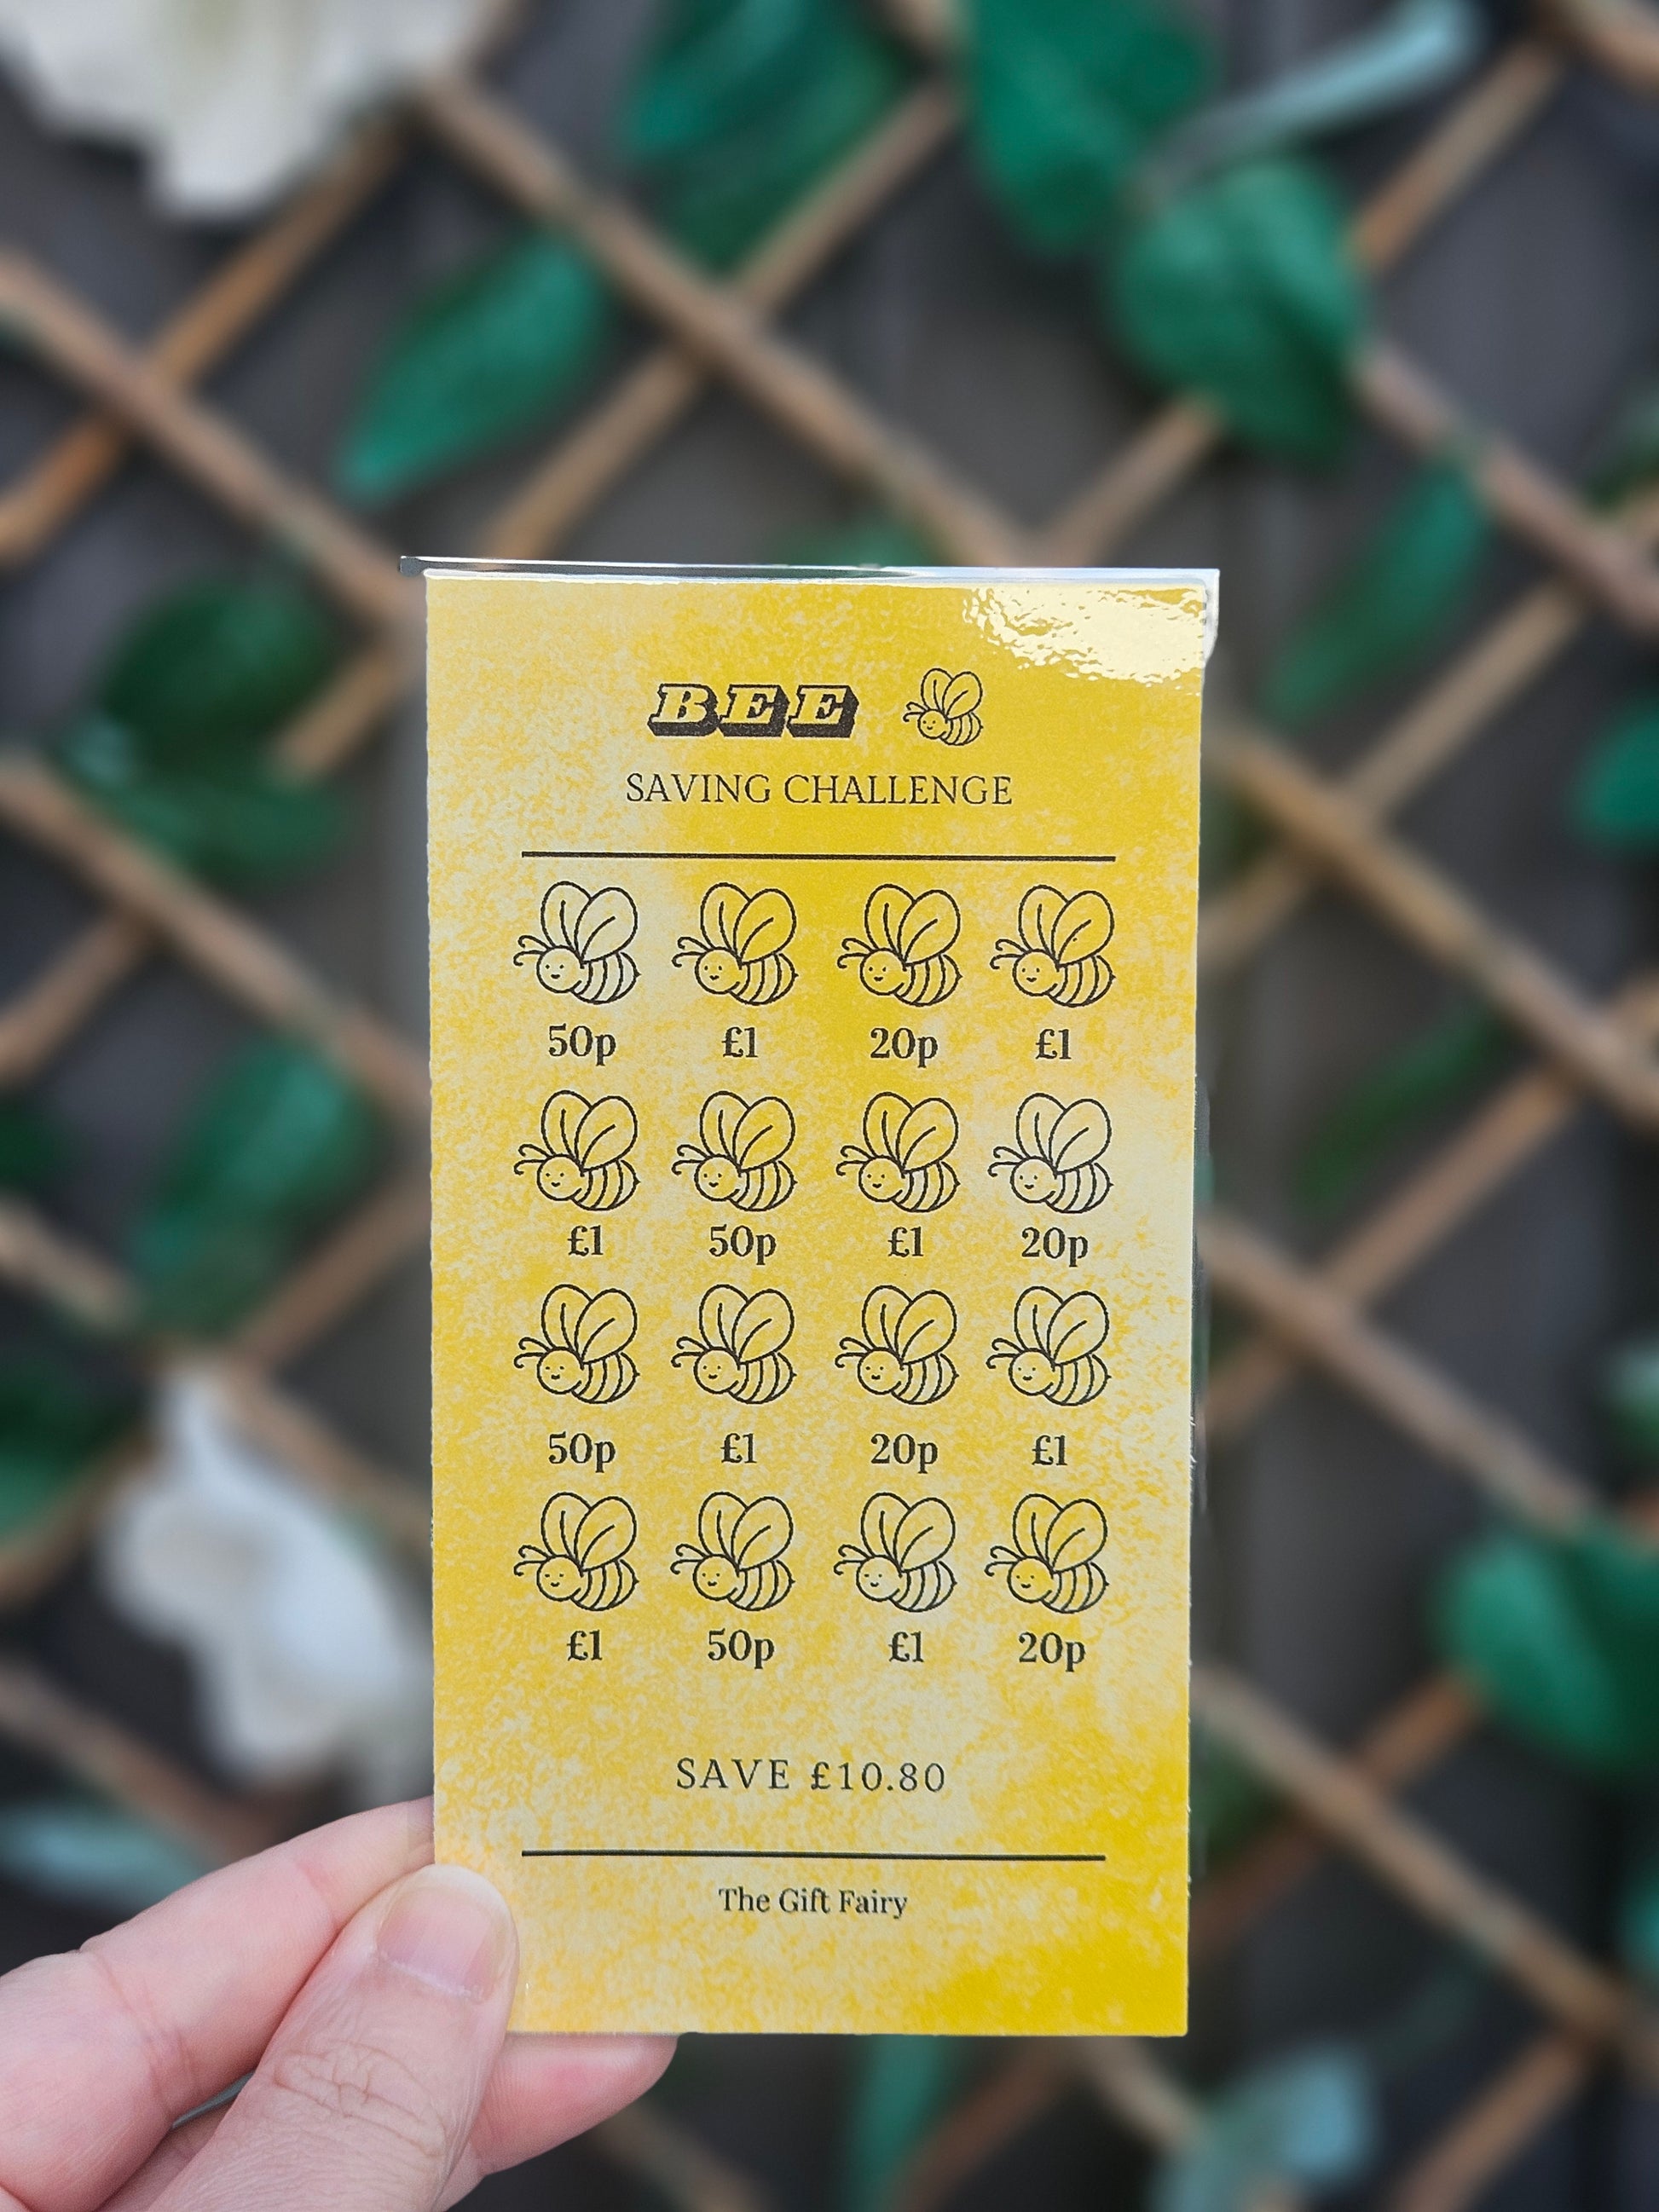 BEE
SAVING CHALLENGE
50p £1 20p £1
£1 50p £1 20p
50p £1 20p £1
£1 50p £1 20p
SAVE £10.80
The Gift Fairy